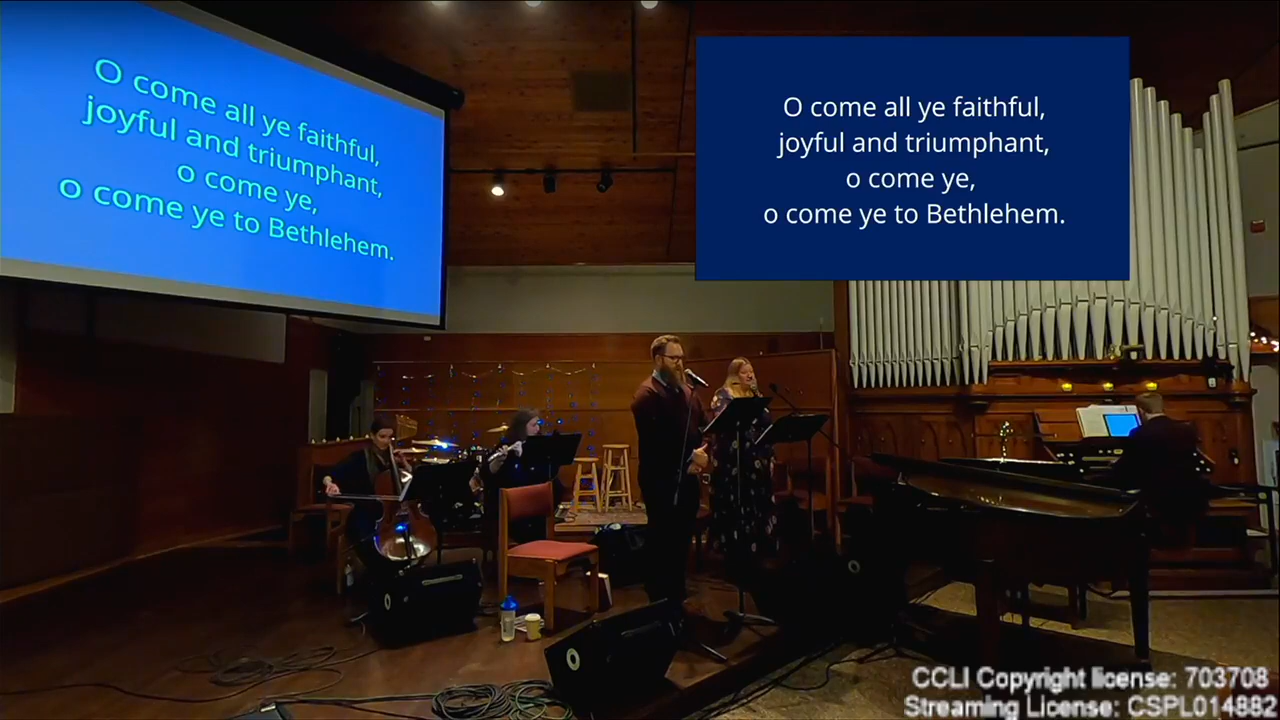 O come all ye faithful,
joyful and triumphant,
o come ye,
o come ye to Bethlehem.
O come all ye faithful,
joyful and triumphant,
o come ye,
o come ye to Bethlehem.
CCLI Copyright license: 703708
Streaming License: CSPL014882